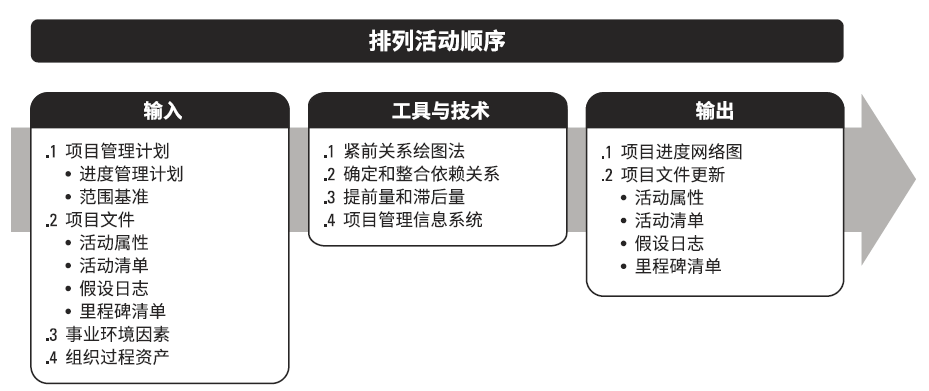 排列活动顺序
输入
.1 项目管理计划
• 进度管理计划
• 范围基准
.2 项目文件
• 活动属性
• 活动清单
• 假设日志
• 里程碑清单
.3 事业环境因素
.4 组织过程资产
工具与技术
.1 紧前关系绘图法
.2 确定和整合依赖关系
.3 提前量和滞后量
.4 项目管理信息系统
输出
.1 项目进度网络图
.2 项目文件更新
• 活动属性
• 活动清单
• 假设日志
• 里程碑清单